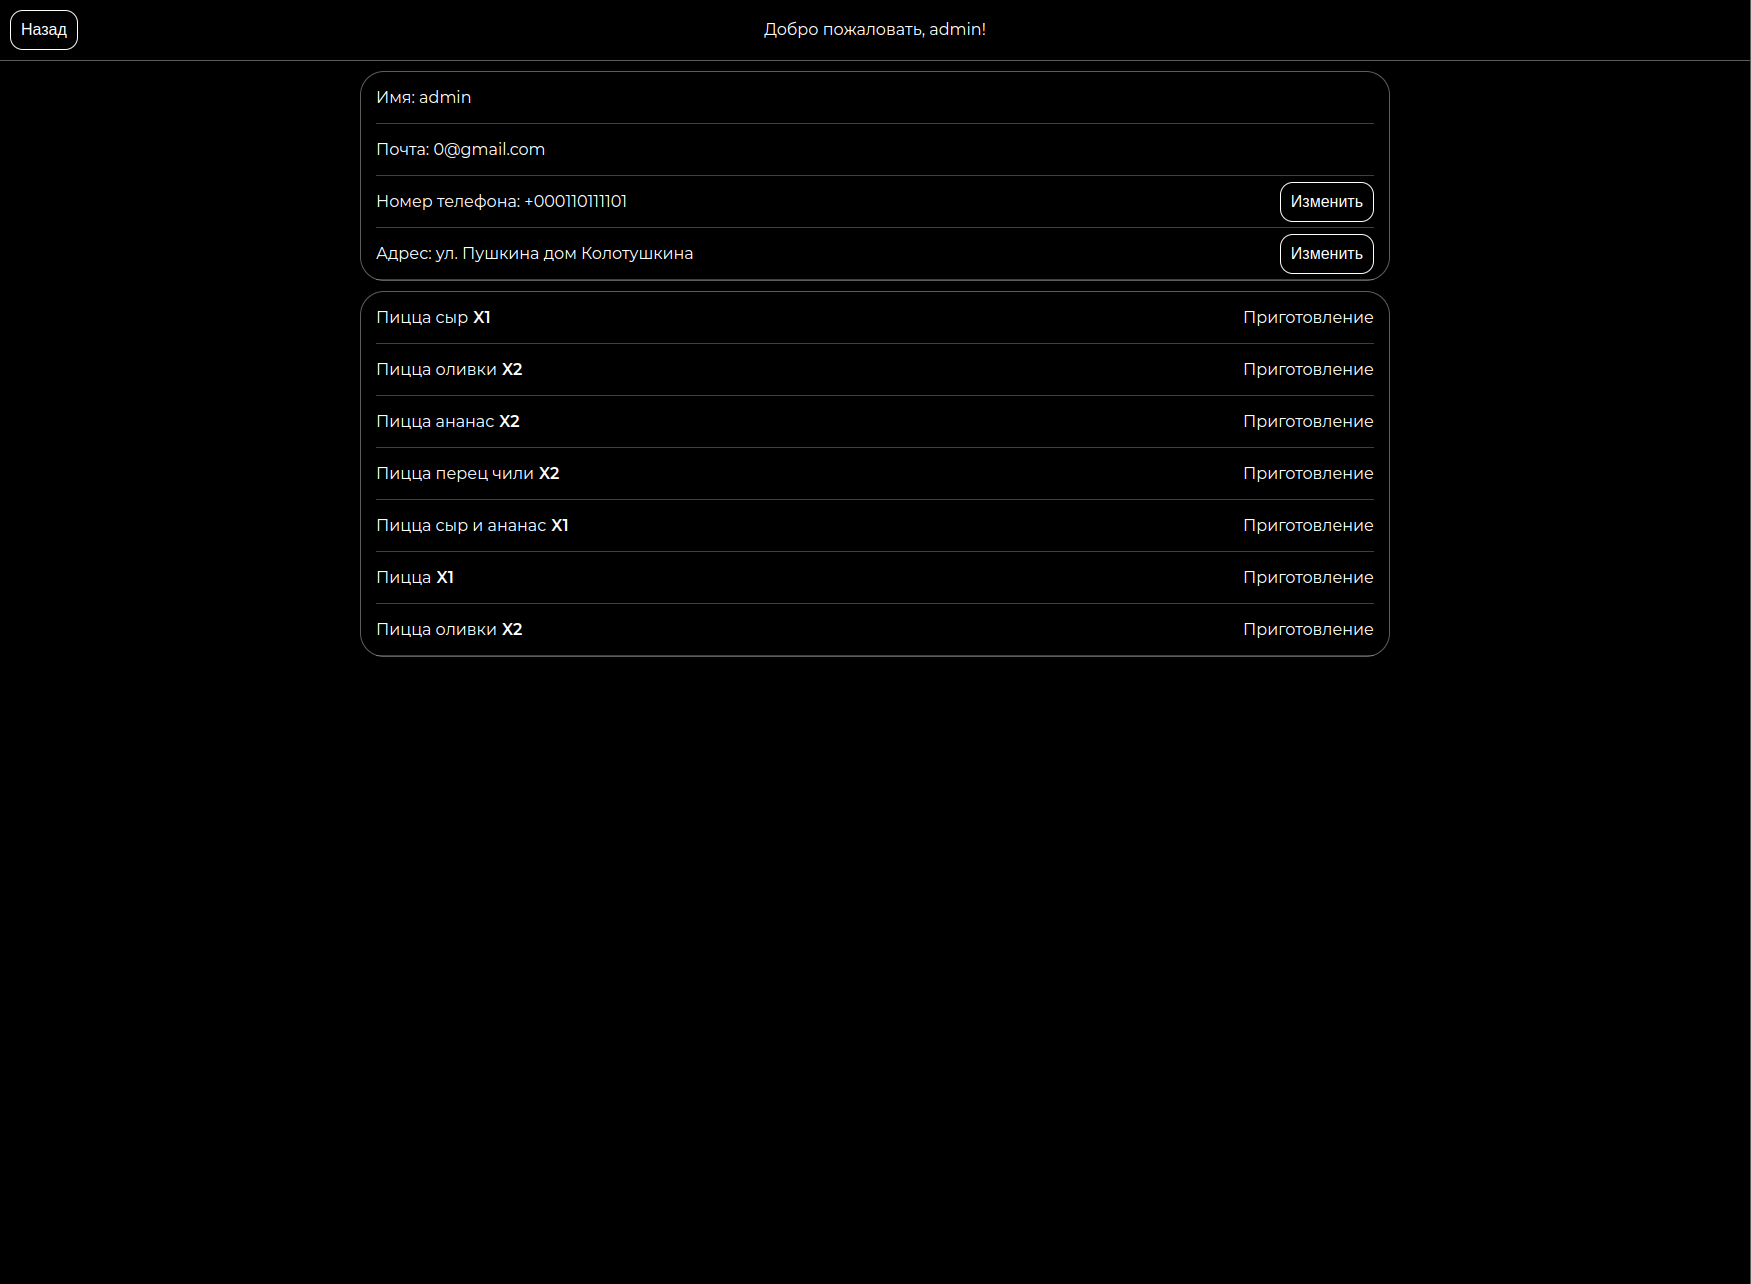 Назад
Добро пожаловать, admin!
Имя: admin
Почта: 0@gmail.com
Номер телефона: +000110111101 Изменить
Адрес: ул. Пушкина дом Колотушкина Изменить
Пицца сыр X1 Приготовление
Пицца оливки X2 Приготовление
Пицца ананас X2 Приготовление
Пицца перец чили X2 Приготовление
Пицца сыр и ананас X1 Приготовление
Пицца X1 Приготовление
Пицца оливки X2 Приготовление